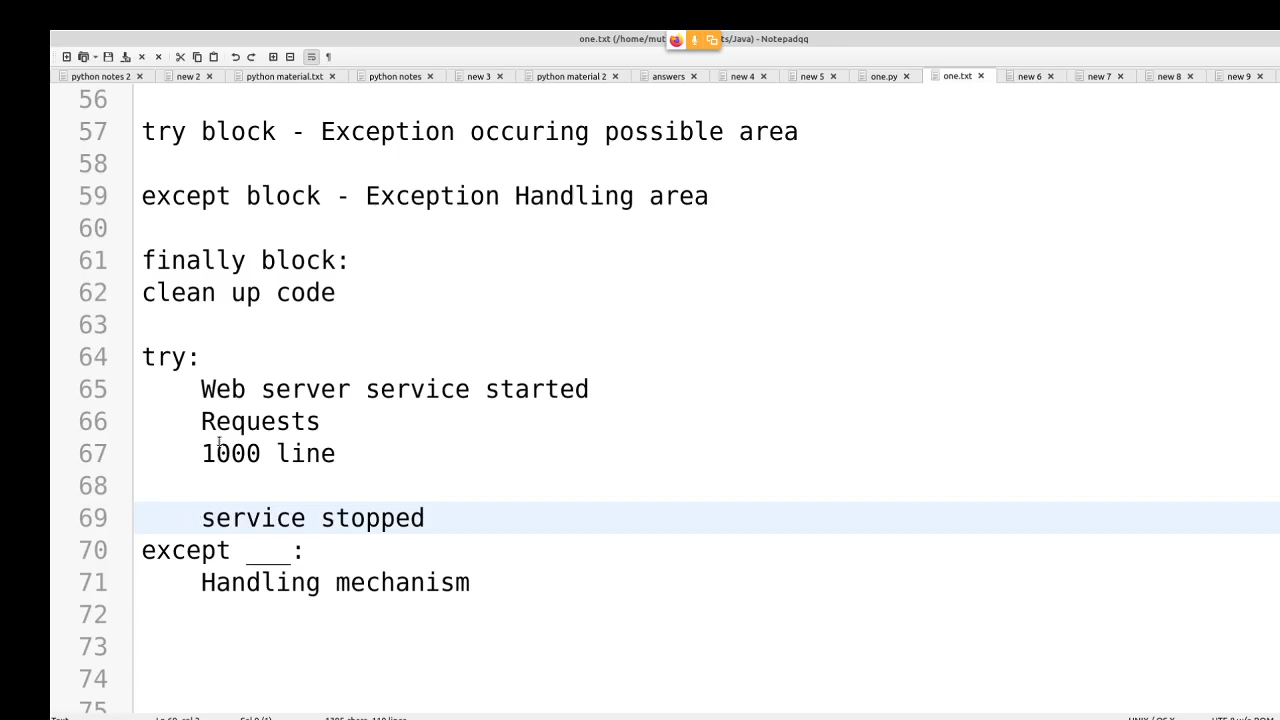 one.txt (/home/mut ts/Java) - Notepadqq
python notes 2 new 2 python material.txt python notes new 3 python material 2 answers new 4 new 5 one.py one.txt new 6 new 7 new 8 new 9
56
57 try block - Exception occuring possible area
58
59 except block - Exception Handling area
60
61 finally block:
62 clean up code
63
64 try:
65 Web server service started
66 Requests
67 1000 line
68
69 service stopped
70 except ___:
71 Handling mechanism
72
73
74
75